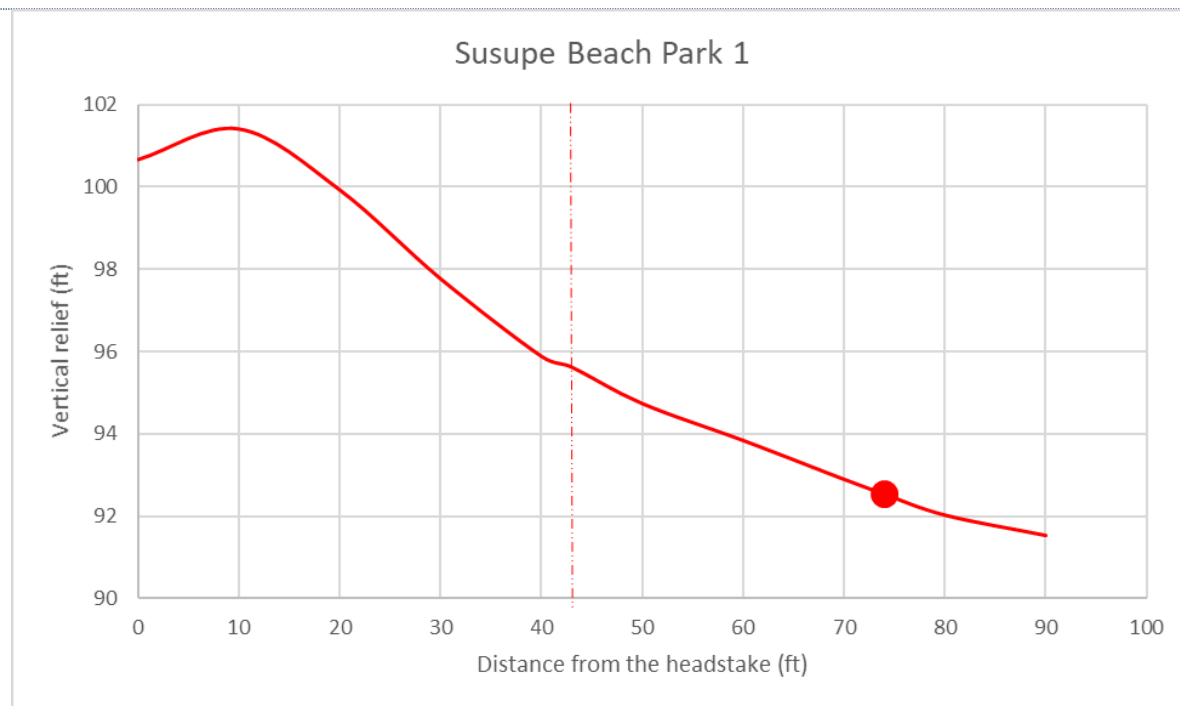 Susupe Beach Park 1
102
100
98
96
94
92
90
Vertical relief (ft)
0 10 20 30 40 50 60 70 80 90 100
Distance from the headstake (ft)